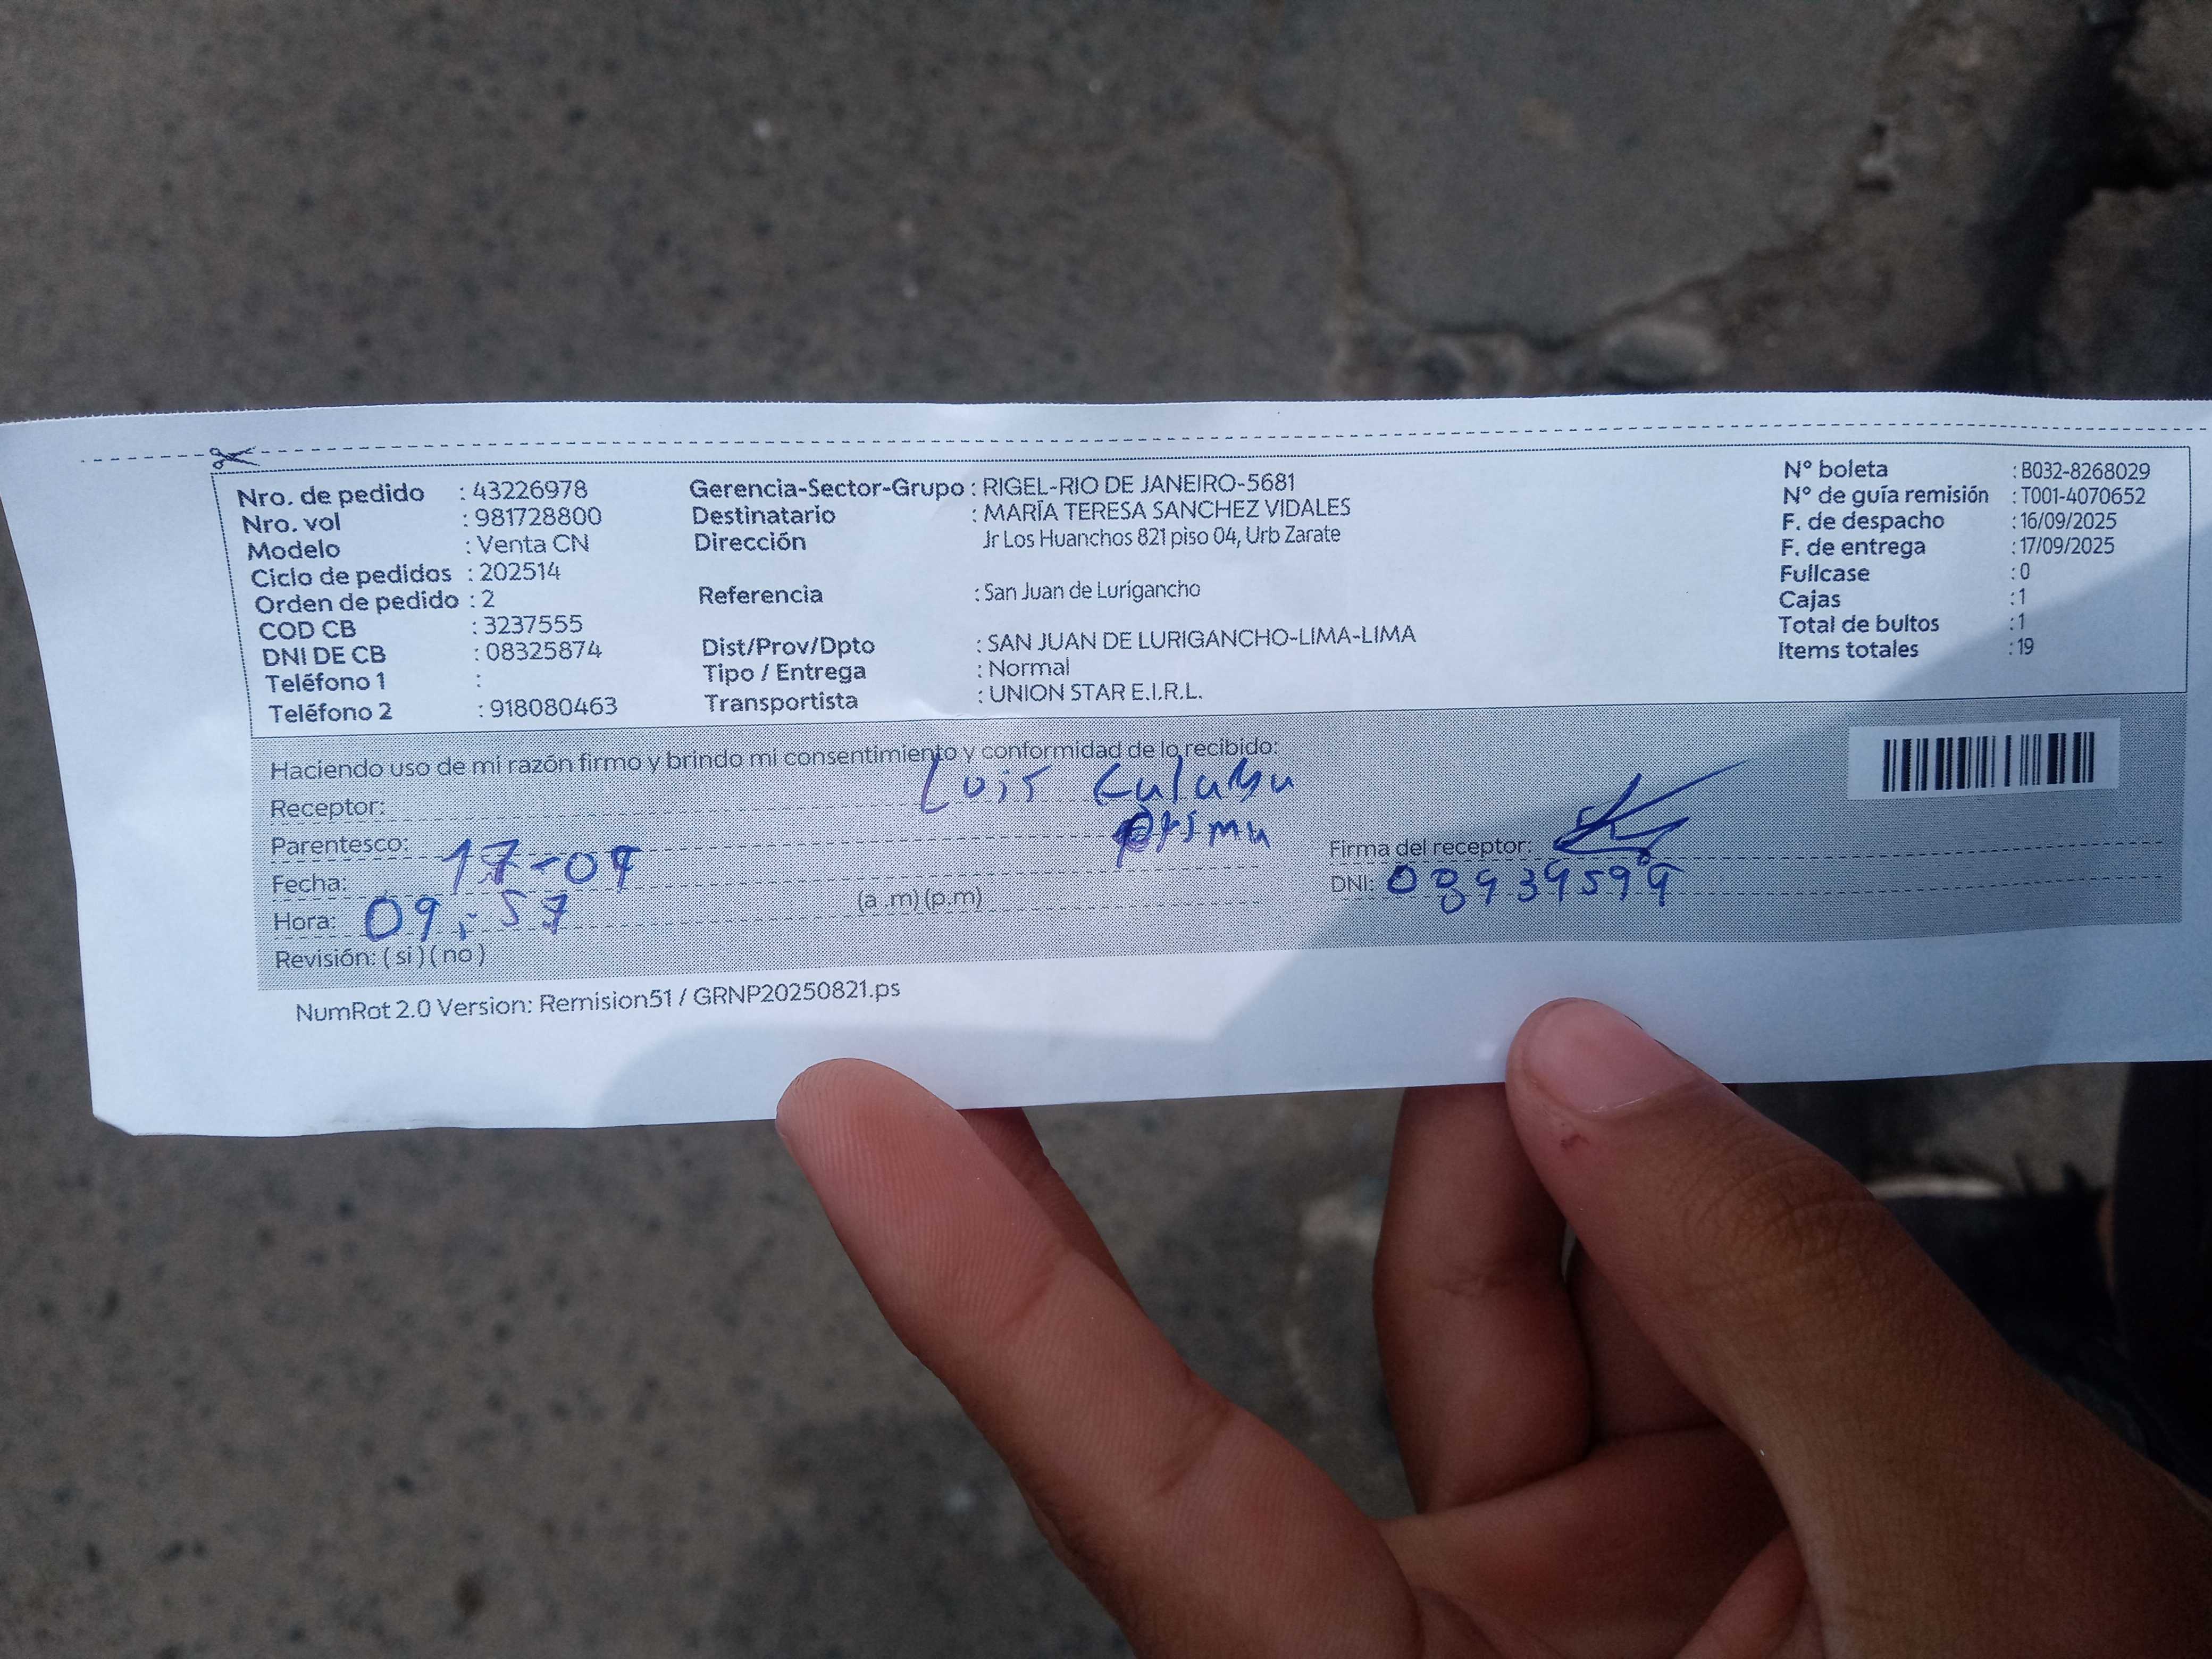 Nro. de pedido : 43226978
Nro. vol : 981728800
Modelo : Venta CN
Ciclo de pedidos : 202514
Orden de pedido : 2
COD CB : 3237555
DNI DE CB : 08325874
Teléfono 1 :
Teléfono 2 : 918080463
Gerencia-Sector-Grupo : RIGEL-RIO DE JANEIRO-5681
Destinatario : MARÍA TERESA SANCHEZ VIDALES
Dirección Jr Los Huanchos 821 piso 04, Urb Zarate
Referencia : San Juan de Lurigancho
Dist/Prov/Dpto : SAN JUAN DE LURIGANCHO-LIMA-LIMA
Tipo / Entrega : Normal
Transportista : UNION STAR E.I.R.L.
N° boleta : B032-8268029
N° de guía remisión : T001-4070652
F. de despacho : 16/09/2025
F. de entrega : 17/09/2025
Fullcase : 0
Cajas : 1
Total de bultos : 1
Items totales : 19
Haciendo uso de mi razón firmo y brindo mi consentimiento y conformidad de lo recibido:
Receptor: Luis
Parentesco:
Firma del receptor:
Fecha: 17-09
DNI:
Hora: 09:57 (a .m) (p.m)
Revisión: ( si ) ( no )
NumRot 2.0 Version: Remision51 / GRNP20250821.ps